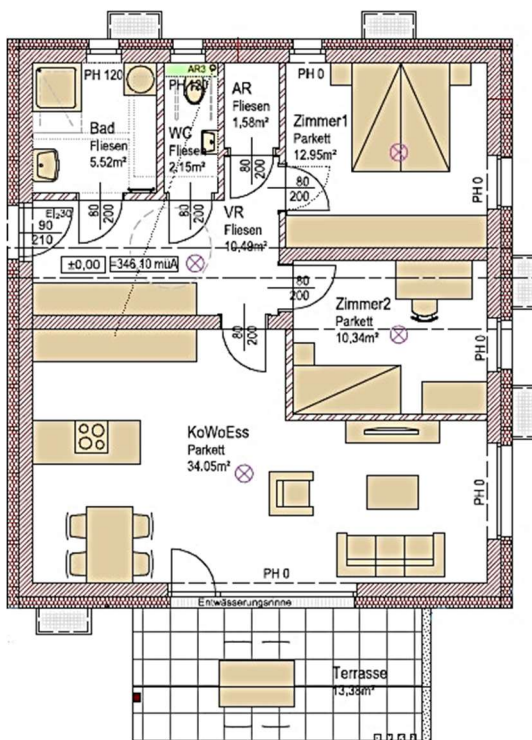 PH 120
AR3
PH 120
PH 0
AR
Fliesen
1,58m²
Zimmer1
Parkett
12.95m²
Bad
Fliesen
5.52m²
WC
Fliesen
2,15m²
PH 0
80
200
80
200
80
200
80
200
VR
Fliesen
10,49m²
EI₂30
90
210
±0,00
=346,10 muA
80
200
Zimmer2
Parkett
10,34m²
PH 0
80
200
KoWoEss
Parkett
34.05m²
PH 0
PH 0
Entwässerungsrinne
Terrasse
13,38m²